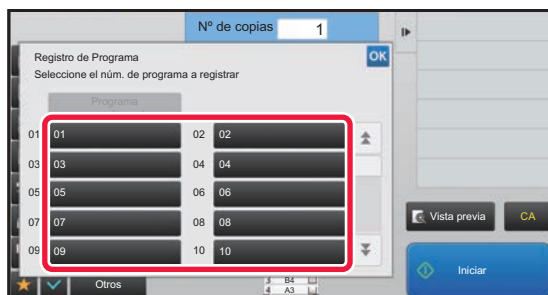 Nº de copias 1
Registro de Programa OK
Seleccione el núm. de programa a registrar
Programa
01 01 02 02
03 03 04 04
05 05 06 06
07 07 08 08
09 09 10 10
Vista previa CA
Iniciar
Otros
3 B4
4 A3